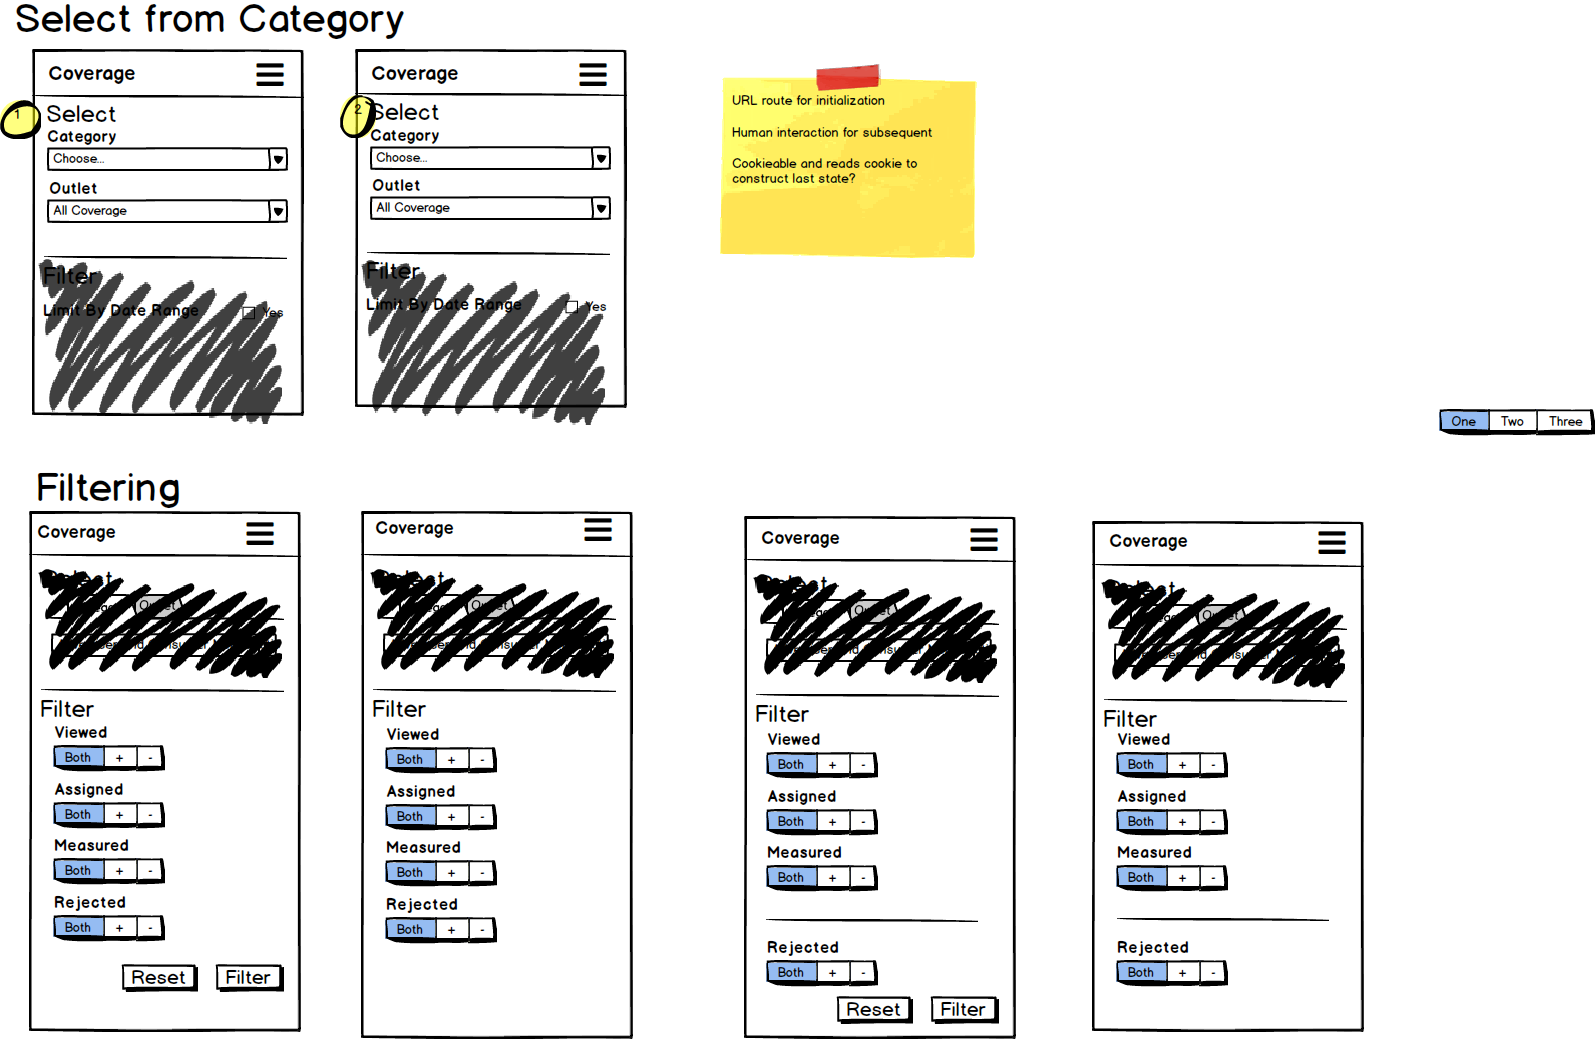 Select from Category
Coverage
1
Select
Category
Choose...
Outlet
All Coverage
Filter
Limit By Date Range
Yes
Coverage
2
Select
Category
Choose...
Outlet
All Coverage
Filter
Limit By Date Range
Yes
URL route for initialization
Human interaction for subsequent
Cookieable and reads cookie to
construct last state?
One Two Three
Filtering
Coverage
Filter
Viewed
Both + -
Assigned
Both + -
Measured
Both + -
Rejected
Both + -
Reset Filter
Coverage
Filter
Viewed
Both + -
Assigned
Both + -
Measured
Both + -
Rejected
Both + -
Coverage
Filter
Viewed
Both + -
Assigned
Both + -
Measured
Both + -
Rejected
Both + -
Reset Filter
Coverage
Filter
Viewed
Both + -
Assigned
Both + -
Measured
Both + -
Rejected
Both + -